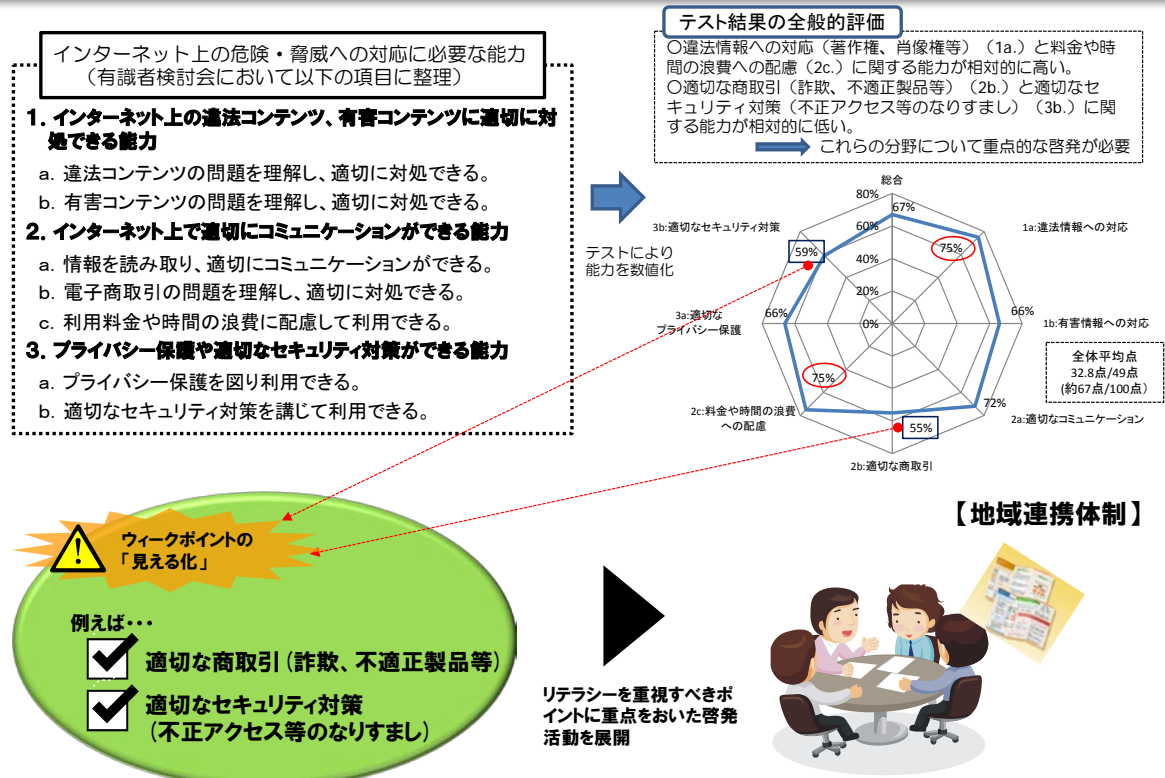 インターネット上の危険・脅威への対応に必要な能力
（有識者検討会において以下の項目に整理）
1. インターネット上の違法コンテンツ、有害コンテンツに適切に対
処できる能力
a. 違法コンテンツの問題を理解し、適切に対処できる。
b. 有害コンテンツの問題を理解し、適切に対処できる。
2. インターネット上で適切にコミュニケーションができる能力
a. 情報を読み取り、適切にコミュニケーションができる。
b. 電子商取引の問題を理解し、適切に対処できる。
c. 利用料金や時間の浪費に配慮して利用できる。
3. プライバシー保護や適切なセキュリティ対策ができる能力
a. プライバシー保護を図り利用できる。
b. 適切なセキュリティ対策を講じて利用できる。
テストにより
能力を数値化
テスト結果の全般的評価
○違法情報への対応（著作権、肖像権等）（1a.）と料金や時
間の浪費への配慮（2c.）に関する能力が相対的に高い。
○適切な商取引（詐欺、不適正製品等）（2b.）と適切なセ
キュリティ対策（不正アクセス等のなりすまし）（3b.）に関
する能力が相対的に低い。
これらの分野について重点的な啓発が必要
総合
80%
67%
3b:適切なセキュリティ対策
60%
1a:違法情報への対応
59%
75%
40%
20%
3a:適切な
プライバシー保護
66%
0%
66%
1b:有害情報への対応
全体平均点
32.8点/49点
(約67点/100点)
75%
72%
2c:料金や時間の浪費
への配慮
55%
2a:適切なコミュニケーション
2b:適切な商取引
ウィークポイントの
「見える化」
例えば・・・
適切な商取引（詐欺、不適正製品等）
適切なセキュリティ対策
（不正アクセス等のなりすまし）
リテラシーを重視すべきポ
イントに重点をおいた啓発
活動を展開
【地域連携体制】